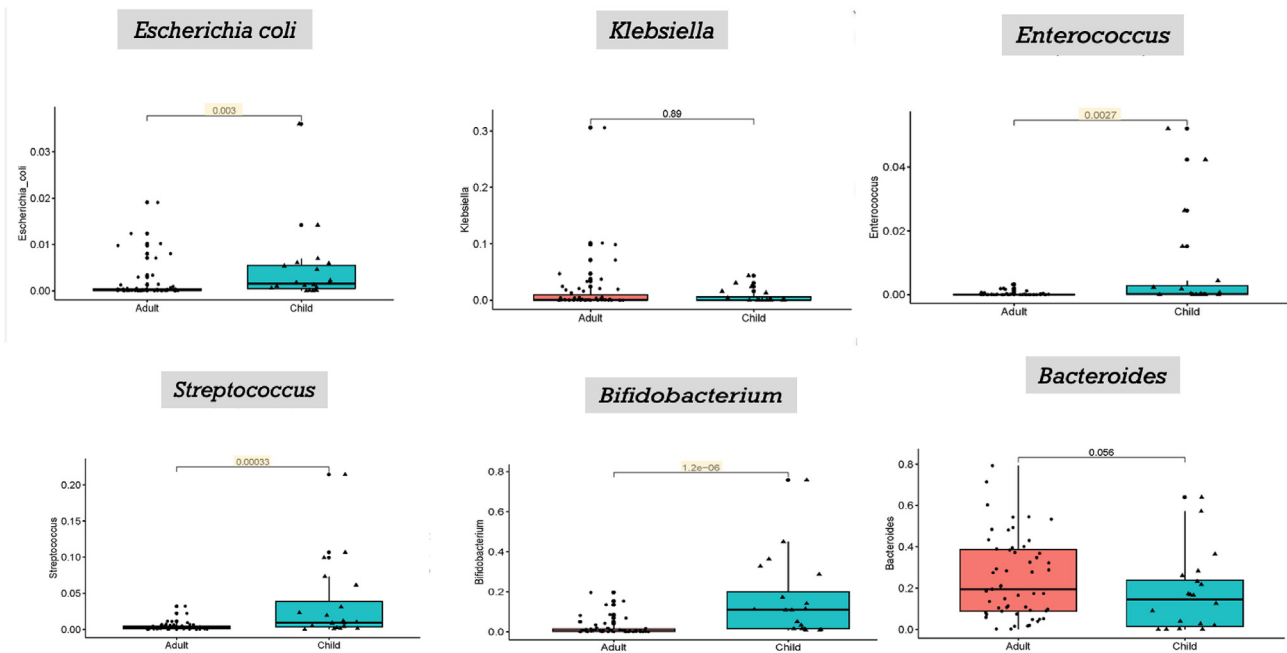 Escherichia coli
0.003
0.03
0.02
0.01
0.00
Escherichia_coli
Adult
Child
Klebsiella
0.89
0.3
0.2
0.1
0.0
Klebsiella
Adult
Child
Enterococcus
0.0027
0.04
0.02
0.00
Enterococcus
Adult
Child
Streptococcus
0.00033
0.20
0.15
0.10
0.05
0.00
Streptococcus
Adult
Child
Bifidobacterium
1.2e-06
0.8
0.6
0.4
0.2
0.0
Bifidobacterium
Adult
Child
Bacteroides
0.056
0.8
0.6
0.4
0.2
0.0
Bacteroides
Adult
Child